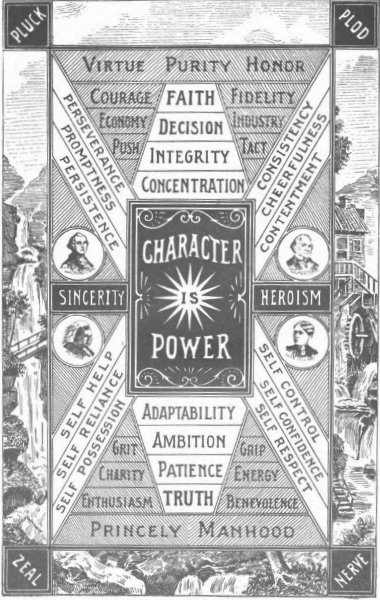 PLUCK
PLOD
VIRTUE PURITY HONOR
COURAGE
FAITH
FIDELITY
ECONOMY
DECISION
INDUSTRY
PUSH
INTEGRITY
TACT
CONCENTRATION
PERSEVERANCE
PROMPTNESS
PERSISTENCE
CONSISTENCY
CHEERFULNESS
CONTENTMENT
CHARACTER
IS
POWER
SINCERITY
HEROISM
SELF HELP
SELF RELIANCE
SELF POSSESSION
SELF CONTROL
SELF CONFIDENCE
SELF RESPECT
ADAPTABILITY
GRIT
AMBITION
GRIP
CHARITY
PATIENCE
ENERGY
ENTHUSIASM
TRUTH
BENEVOLENCE
PRINCELY MANHOOD
ZEAL
NERVE